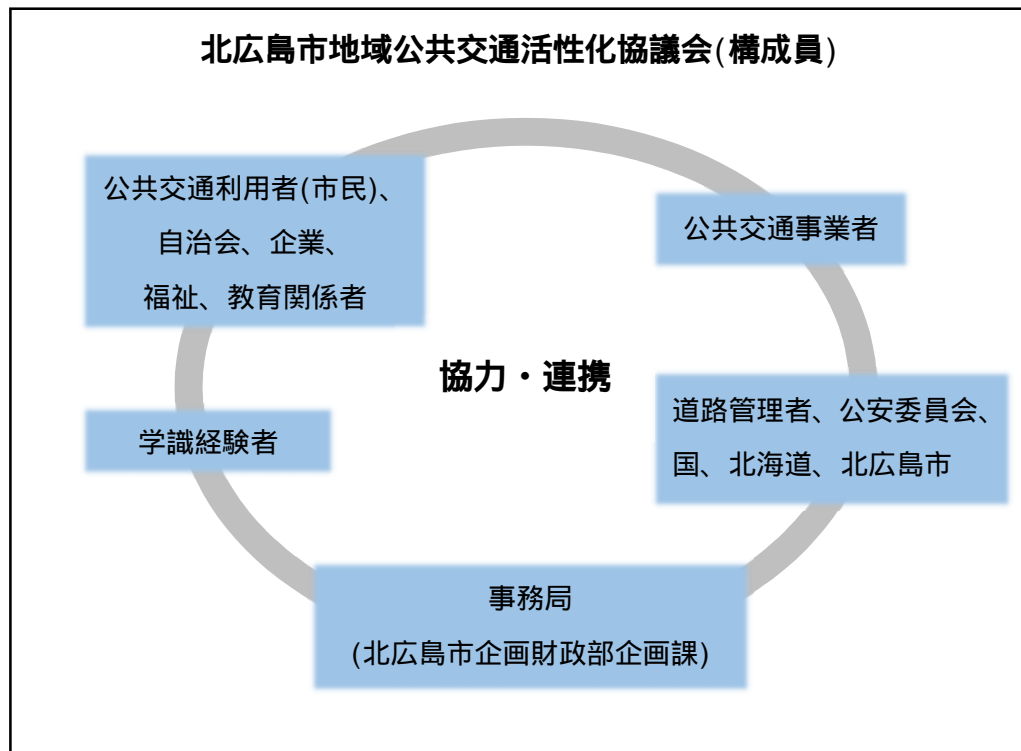 北広島市地域公共交通活性化協議会(構成員)
公共交通利用者(市民)、
自治会、企業、
福祉、教育関係者
公共交通事業者
協力・連携
学識経験者
道路管理者、公安委員会、
国、北海道、北広島市
事務局
(北広島市企画財政部企画課)